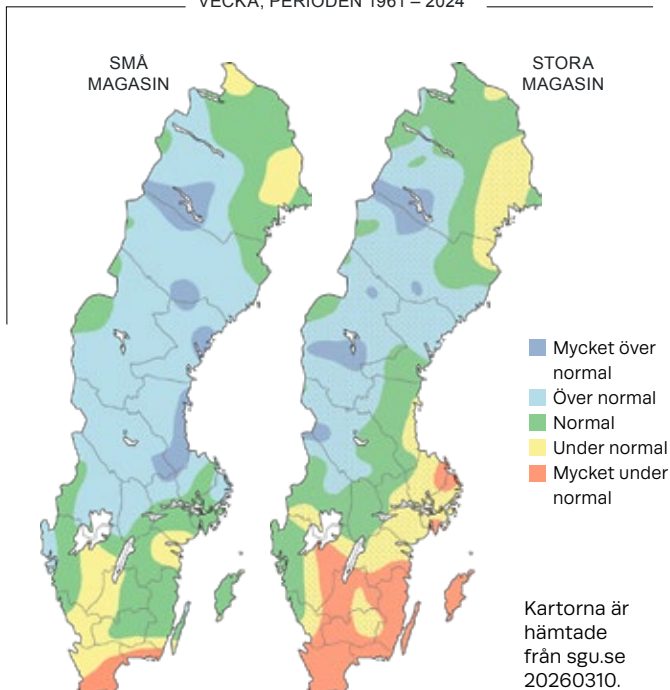 VECKA, PERIODEN 1961 – 2024
SMÅ
MAGASIN
STORA
MAGASIN
Mycket över
normal
Över normal
Normal
Under normal
Mycket under
normal
Kartorna är
hämtade
från sgu.se
20260310.